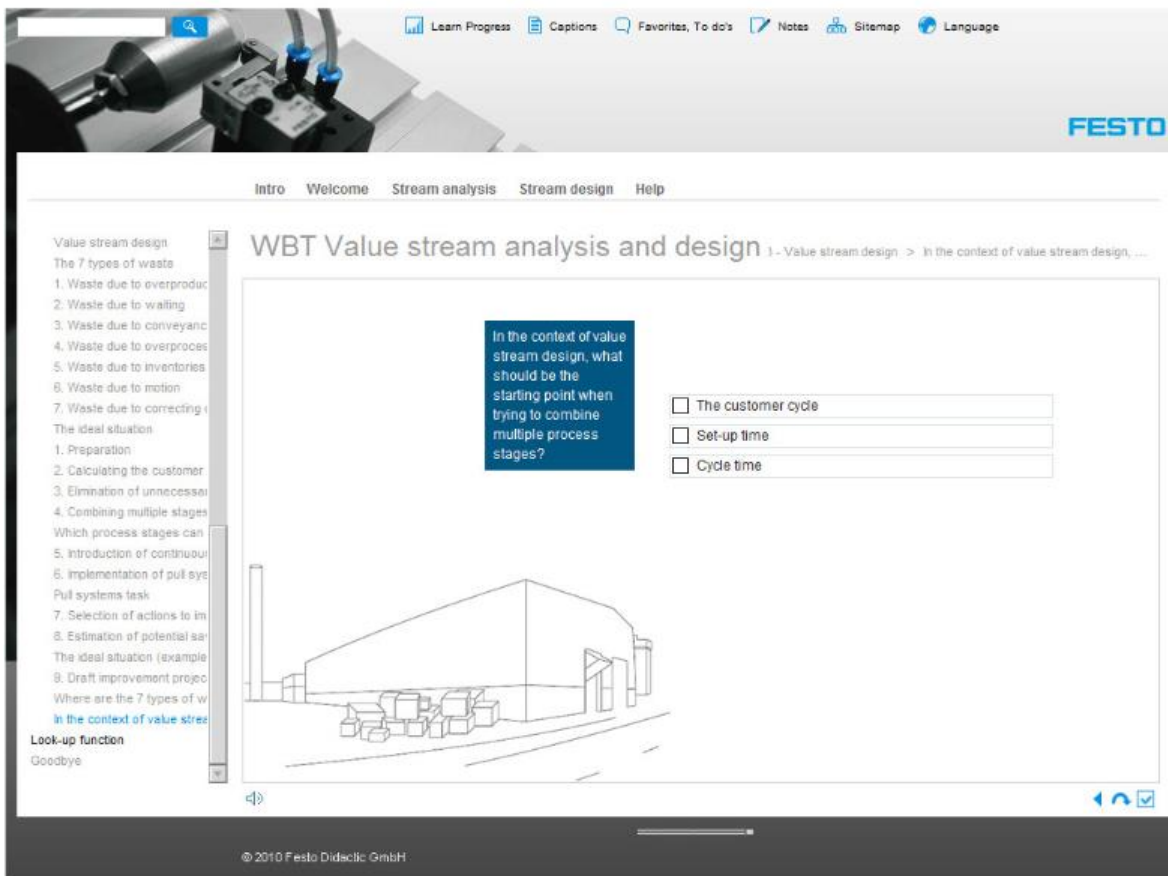 Learn Progress Captions Favorites, To do's Notes Sitemap Language
FESTO
Intro Welcome Stream analysis Stream design Help
Value stream design
The 7 types of waste
1. Waste due to overproduc
2. Waste due to waiting
3. Waste due to conveyanc
4. Waste due to overproces
5. Waste due to inventories
6. Waste due to motion
7. Waste due to correcting
The ideal situation
1. Preparation
2. Calculating the customer
3. Elimination of unnecessar
4. Combining multiple stages
Which process stages can
5. Introduction of continuou
6. Implementation of pull sys
Pull systems task
7. Selection of actions to im
8. Estimation of potential sav
The ideal situation (example
9. Draft improvement projec
Where are the 7 types of w
In the context of value strea
Look-up function
Goodbye
WBT Value stream analysis and design 1 - Value stream design > In the context of value stream design, ...
In the context of value
stream design, what
should be the
starting point when
trying to combine
multiple process
stages?
The customer cycle
Set-up time
Cycle time
© 2010 Festo Didactic GmbH